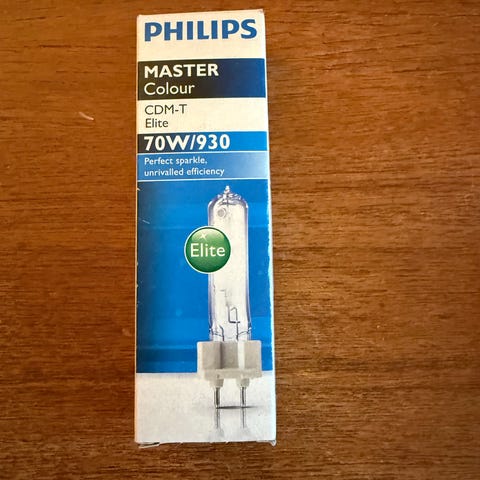 PHILIPS
MASTER
Colour
CDM-T
Elite
70W/930
Perfect sparkle,
unrivalled efficiency
Elite